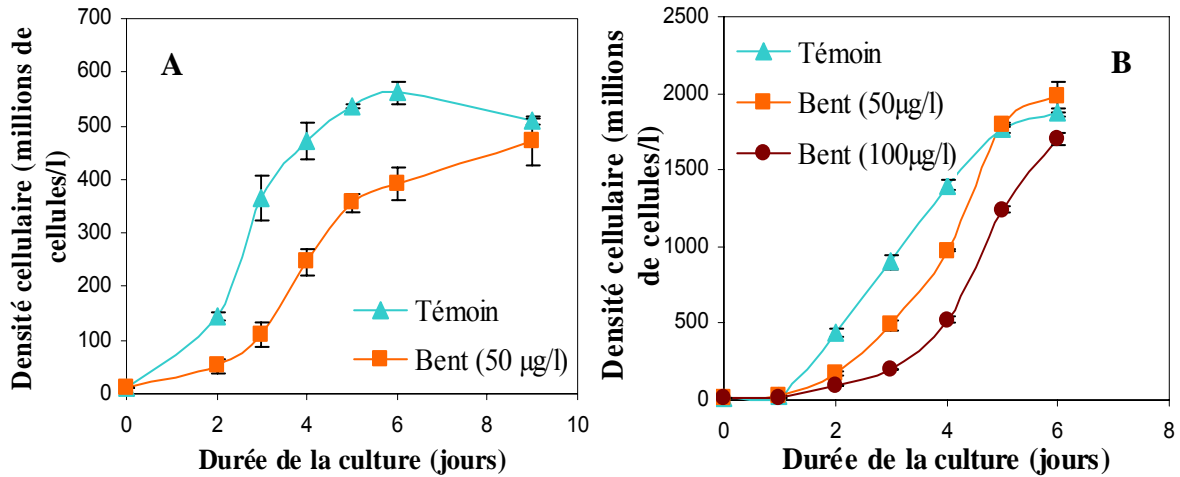 Densité cellulaire (millions de
cellules/l)
700
600
500
400
300
200
100
0
A
Témoin
Bent (50 µg/l)
0 2 4 6 8 10
Durée de la culture (jours)
Densité cellulaire (millions
de cellules/l)
2500
2000
1500
1000
500
0
Témoin
Bent (50µg/l)
Bent (100µg/l)
B
0 2 4 6 8
Durée de la culture (jours)